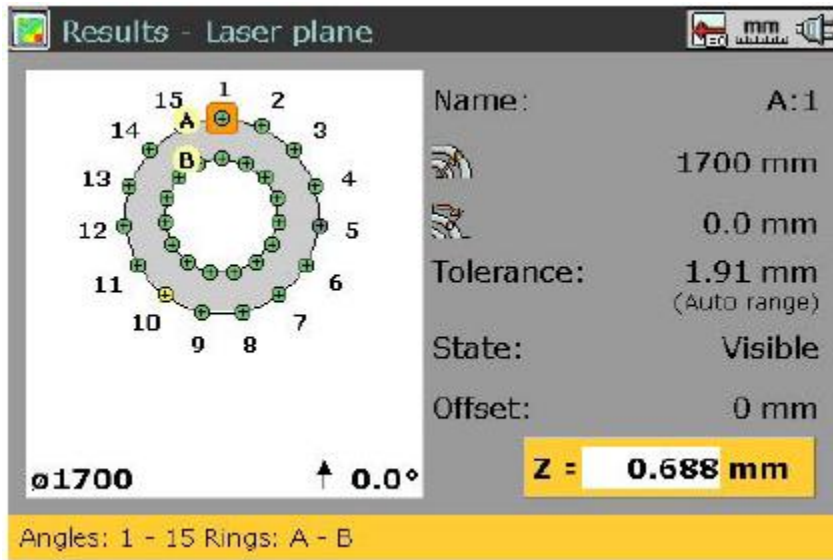 Results - Laser plane
mm
Name: A:1
1700 mm
0.0 mm
Tolerance: 1.91 mm
(Auto range)
State: Visible
Offset: 0 mm
Z = 0.688 mm
1
2
3
4
5
6
7
8
9
10
11
12
13
14
15
A
B
ø1700
0.0°
Angles: 1 - 15 Rings: A - B